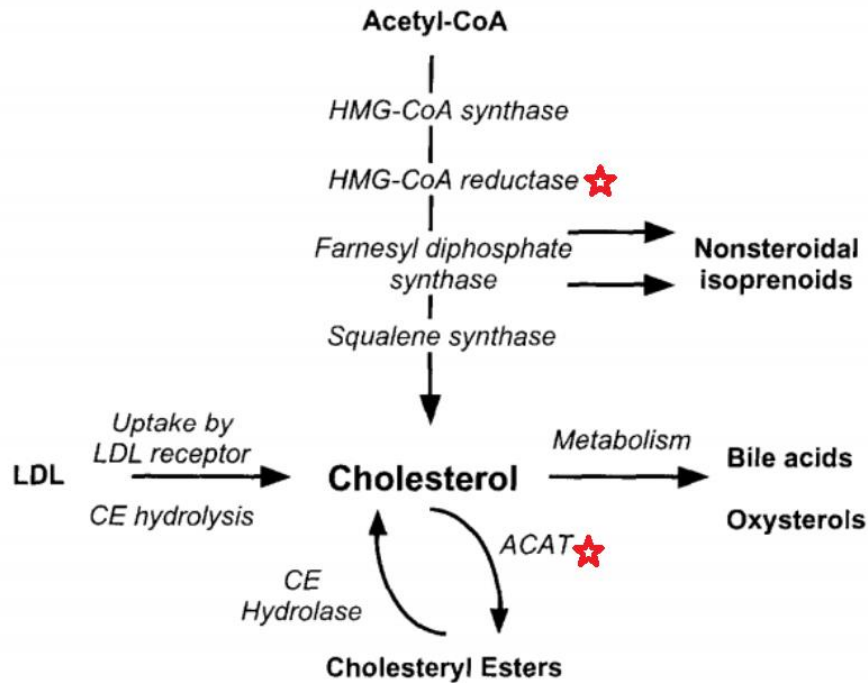 Acetyl-CoA
HMG-CoA synthase
HMG-CoA reductase
Farnesyl diphosphate
synthase
Nonsteroidal
isoprenoids
Squalene synthase
LDL
Uptake by
LDL receptor
CE hydrolysis
Cholesterol
Metabolism
Bile acids
Oxysterols
ACAT
CE
Hydrolase
Cholesteryl Esters